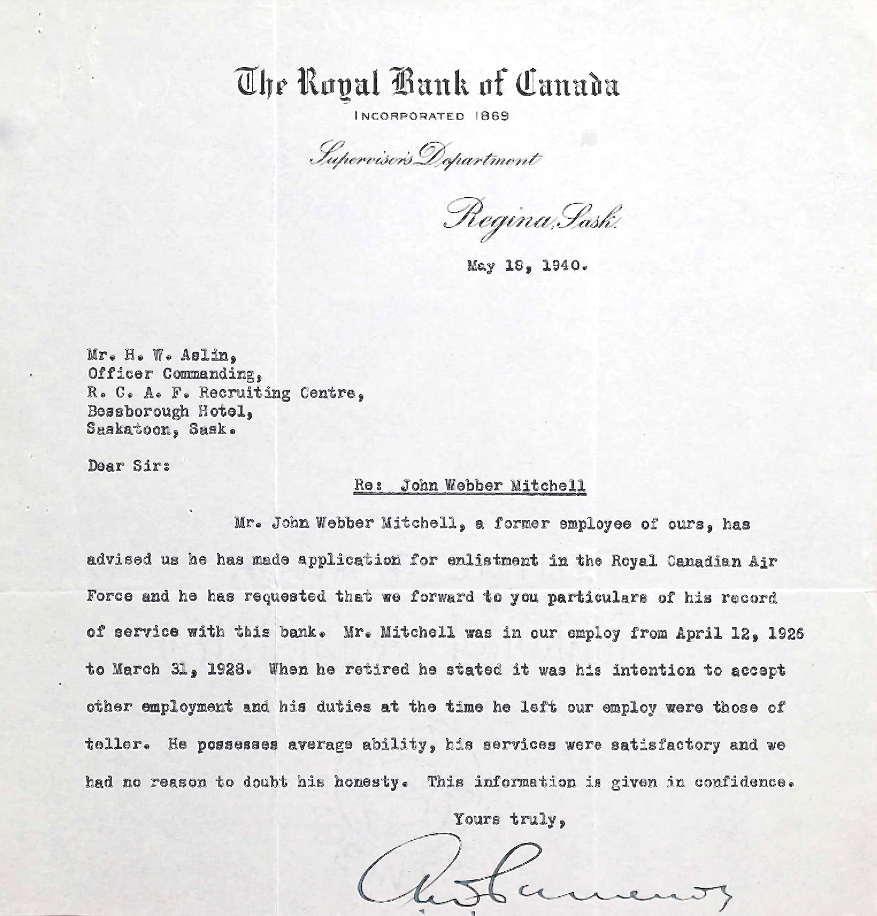 The Royal Bank of Canada
INCORPORATED 1869
Supervisor's Department
Regina, Sask.
May 18, 1940.
Mr. H. W. Aslin,
Officer Commanding,
R. C. A. F. Recruiting Centre,
Bessborough Hotel,
Saskatoon, Sask.
Dear Sir:
Re: John Webber Mitchell
Mr. John Webber Mitchell, a former employee of ours, has
advised us he has made application for enlistment in the Royal Canadian Air
Force and he has requested that we forward to you particulars of his record
of service with this bank. Mr. Mitchell was in our employ from April 12, 1926
to March 31, 1928. When he retired he stated it was his intention to accept
other employment and his duties at the time he left our employ were those of
teller. He possesses average ability, his services were satisfactory and we
had no reason to doubt his honesty. This information is given in confidence.
Yours truly,